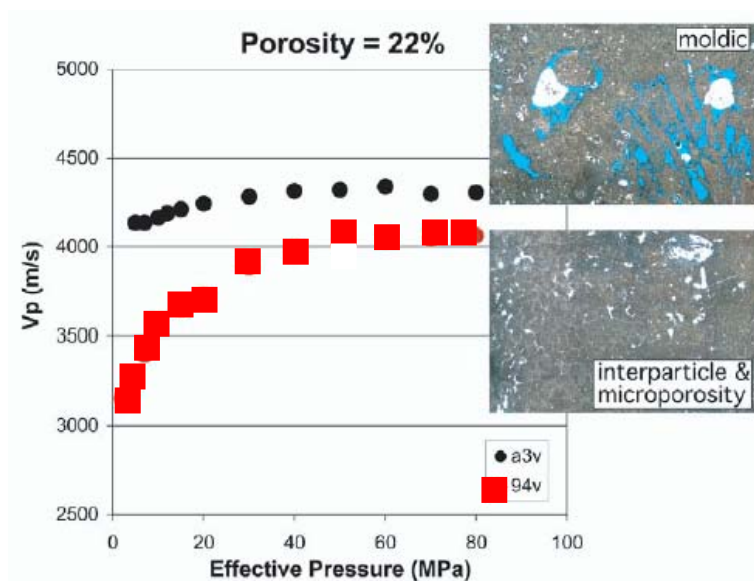 Porosity = 22%
moldic
5000
4500
4000
3500
3000
2500
Vp (m/s)
interparticle &
microporosity
a3v
94v
0
20
40
60
80
100
Effective Pressure (MPa)